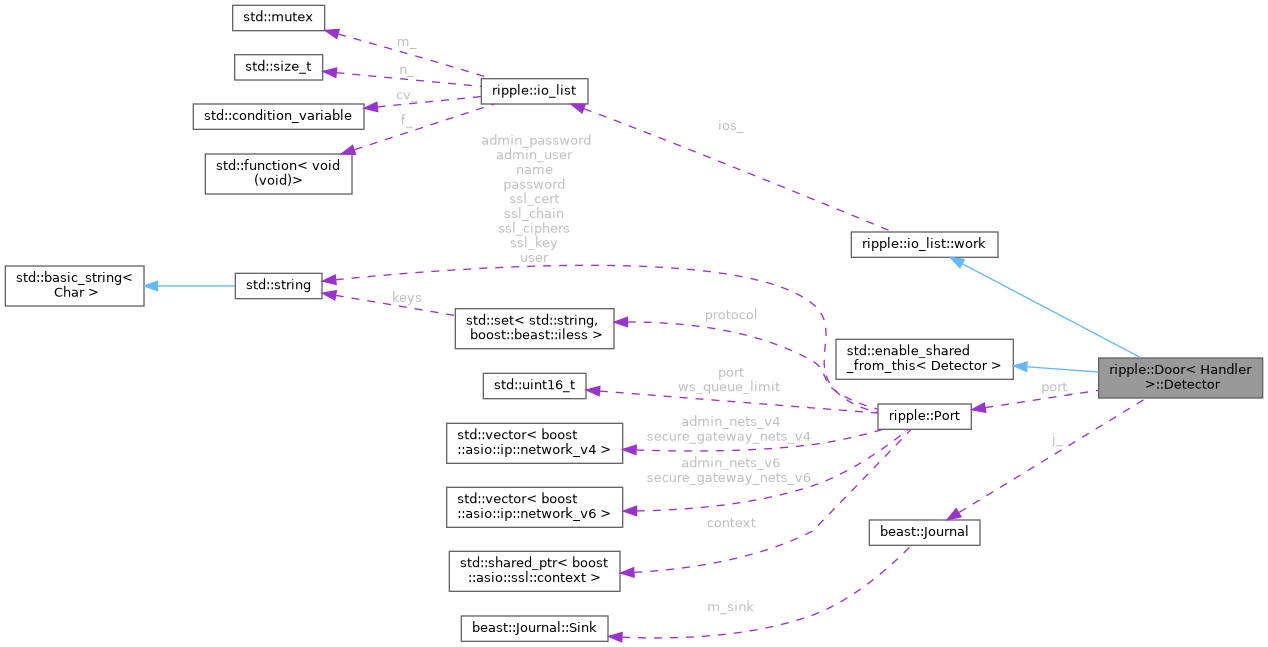 std::mutex
m_
std::size_t
n_
ripple::io_list
cv_
std::condition_variable
f_
ios_
std::function< void
(void)>
admin_password
admin_user
name
password
ssl_cert
ssl_chain
ssl_ciphers
ssl_key
user
ripple::io_list::work
std::basic_string<
Char >
std::string
keys
std::set< std::string,
boost::beast::iless >
protocol
std::enable_shared
_from_this< Detector >
ripple::Door< Handler
>::Detector
port
std::uint16_t
port
ws_queue_limit
ripple::Port
std::vector< boost
::asio::ip::network_v4 >
admin_nets_v4
secure_gateway_nets_v4
j_
std::vector< boost
::asio::ip::network_v6 >
admin_nets_v6
secure_gateway_nets_v6
context
beast::Journal
std::shared_ptr< boost
::asio::ssl::context >
m_sink
beast::Journal::Sink